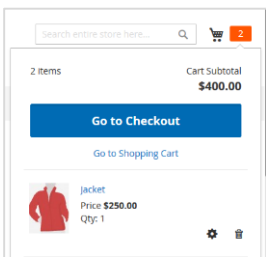 Search entire store here...
2
2 items
Cart Subtotal
$400.00
Go to Checkout
Go to Shopping Cart
Jacket
Price $250.00
Qty: 1